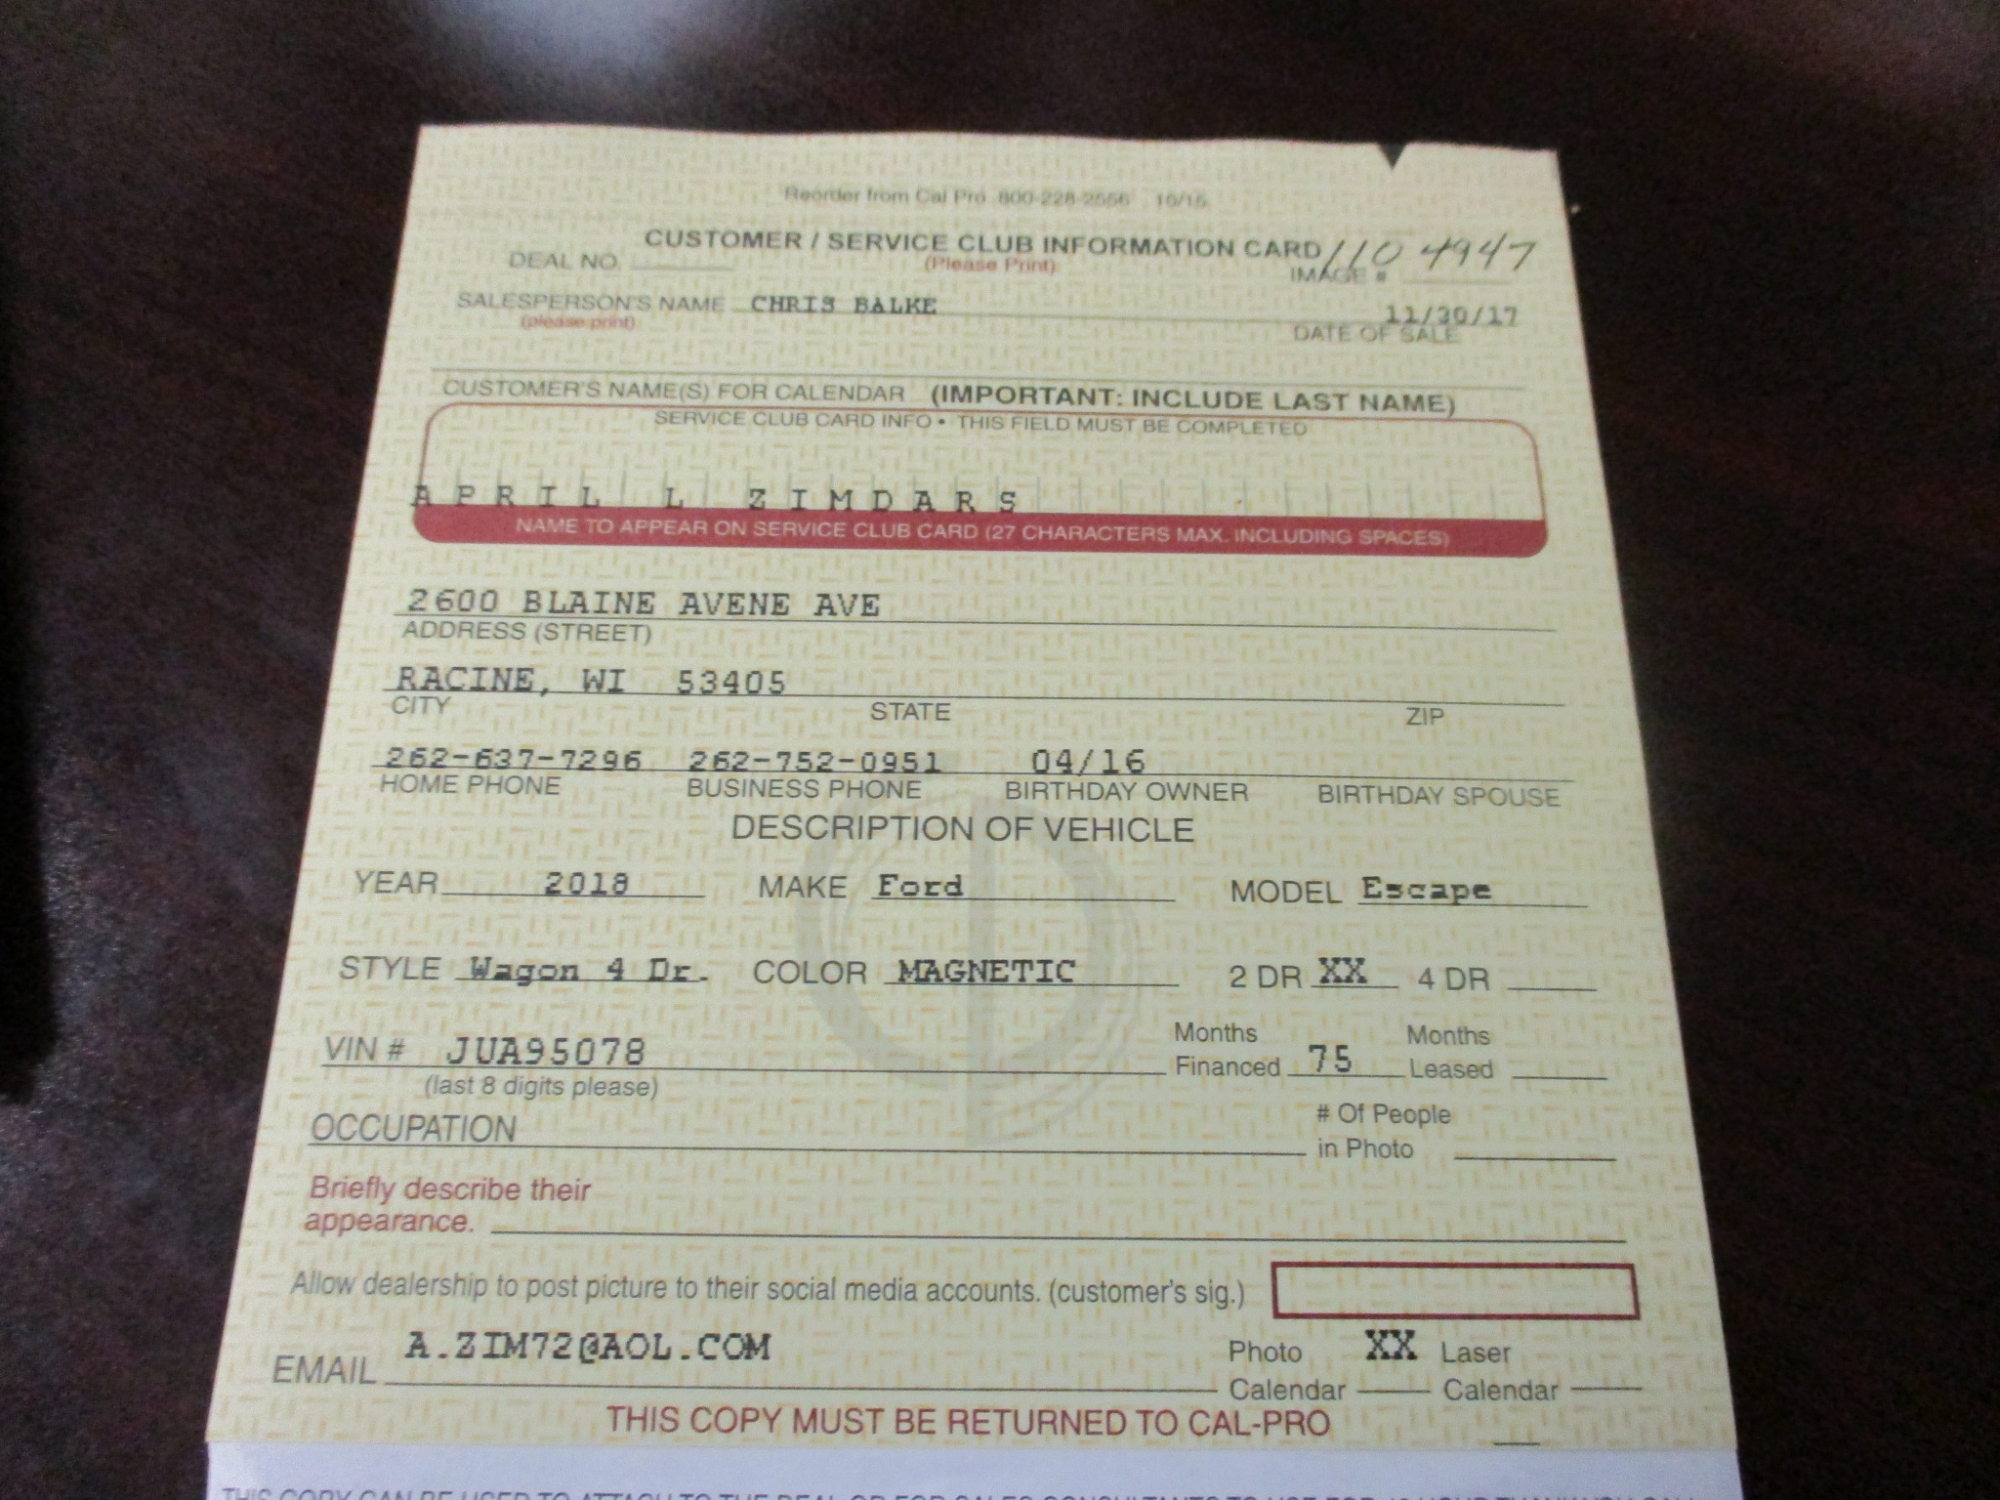 Reorder from Cal Pro 800-228-2556 10/15
CUSTOMER / SERVICE CLUB INFORMATION CARD 110 4947
DEAL NO. (Please Print) IMAGE #
SALESPERSON'S NAME CHRIS BALKE 11/30/17
(please print) DATE OF SALE
CUSTOMER'S NAME(S) FOR CALENDAR (IMPORTANT: INCLUDE LAST NAME)
SERVICE CLUB CARD INFO • THIS FIELD MUST BE COMPLETED
APRIL L ZIMDARS
NAME TO APPEAR ON SERVICE CLUB CARD (27 CHARACTERS MAX. INCLUDING SPACES)
2600 BLAINE AVENE AVE
ADDRESS (STREET)
RACINE, WI 53405
CITY STATE ZIP
262-637-7296 262-752-0951 04/16
HOME PHONE BUSINESS PHONE BIRTHDAY OWNER BIRTHDAY SPOUSE
DESCRIPTION OF VEHICLE
YEAR 2018 MAKE Ford MODEL Escape
STYLE Wagon 4 Dr. COLOR MAGNETIC 2 DR XX 4 DR
Months Months
VIN # JUA95078 Financed 75 Leased
(last 8 digits please)
# Of People
OCCUPATION in Photo
Briefly describe their
appearance.
Allow dealership to post picture to their social media accounts. (customer's sig.)
A.ZIM72@AOL.COM Photo XX Laser
EMAIL Calendar Calendar
THIS COPY MUST BE RETURNED TO CAL-PRO